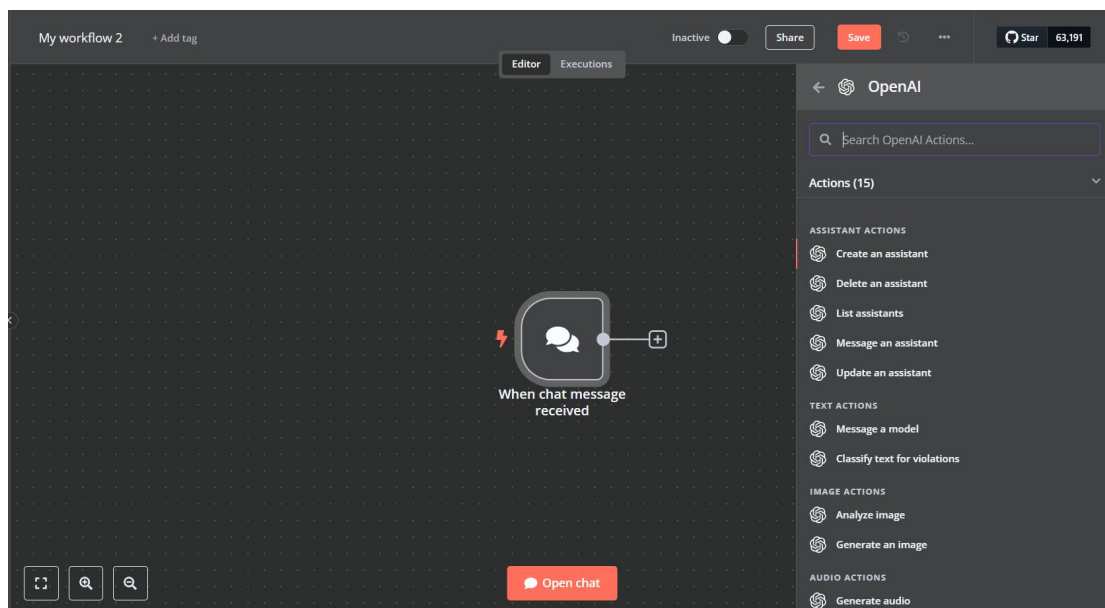 My workflow 2 + Add tag Inactive Share Save ... Star 63,191
Editor Executions
OpenAI
Search OpenAI Actions...
Actions (15)
ASSISTANT ACTIONS
Create an assistant
Delete an assistant
List assistants
Message an assistant
Update an assistant
TEXT ACTIONS
Message a model
Classify text for violations
IMAGE ACTIONS
Analyze image
Generate an image
AUDIO ACTIONS
Generate audio
When chat message
received
Open chat